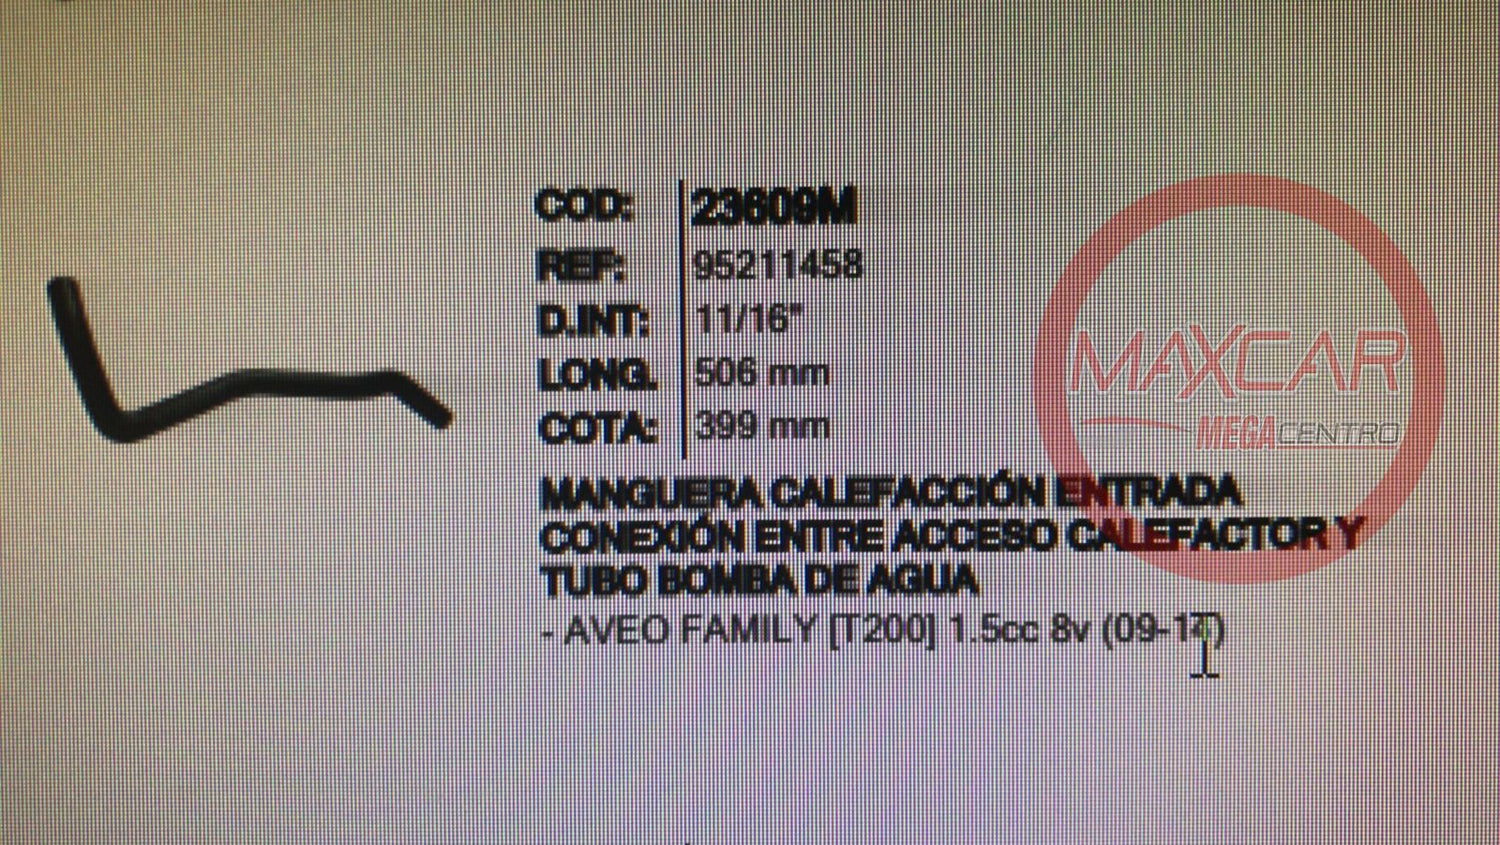 COD: 23609M
REF: 95211458
D.INT: 11/16"
LONG. 506 mm
COTA: 399 mm
MAXCAR
MEGACENTRO
MANGUERA CALEFACCIÓN ENTRADA
CONEXIÓN ENTRE ACCESO CALEFACTOR Y
TUBO BOMBA DE AGUA
- AVEO FAMILY [T200] 1.5cc 8v